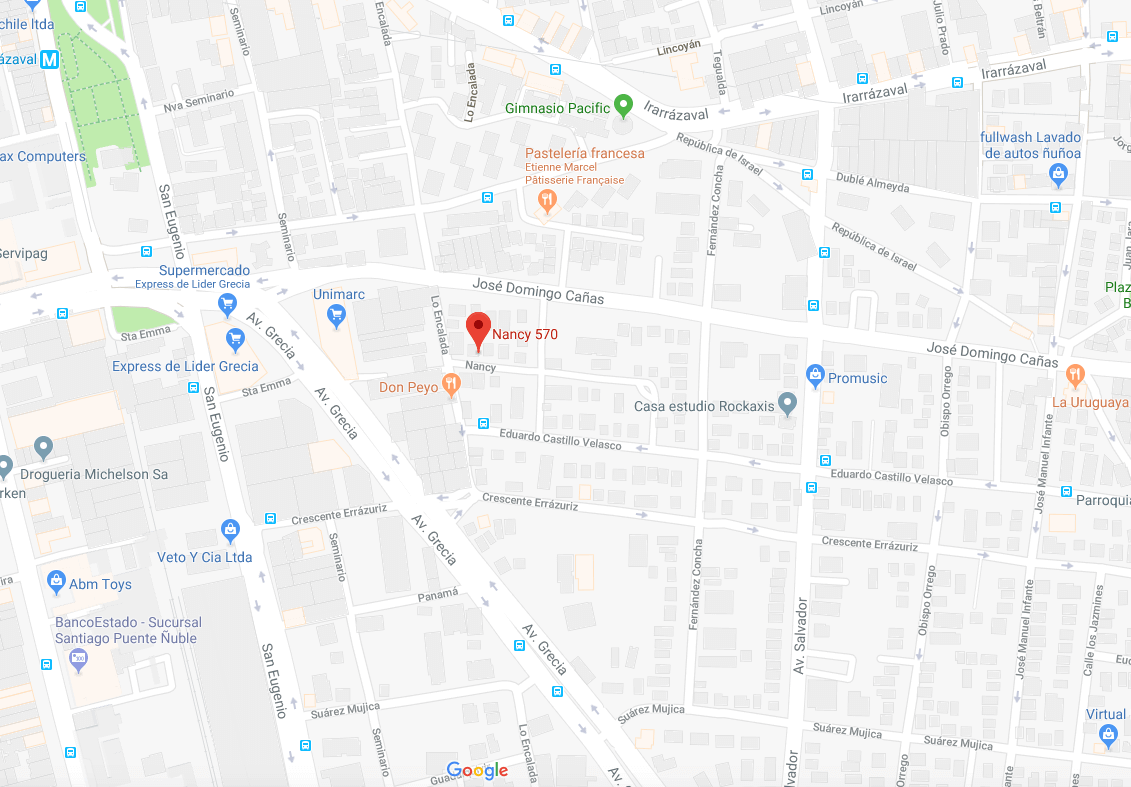 chile ltda
ázaval
M
ax Computers
Servipag
Nva Seminario
Seminario
Encalada
Lo Encalada
Lincoyán
Lincoyán
Tegualda
Julio Prado
Beltrán
Irarrázaval
Irarrázaval
Irarrázaval
Gimnasio Pacific
República de Israel
fullwash Lavado
de autos ñuñoa
Jorg
Pastelería francesa
Etienne Marcel
Pâtisserie Française
Dublé Almeyda
Fernández Concha
República de Israel
Juan Jara
San Eugenio
Seminario
Supermercado
Express de Lider Grecia
Unimarc
José Domingo Cañas
Plaz
B
Lo Encalada
Sta Emma
Av. Grecia
Nancy 570
José Domingo Cañas
Express de Lider Grecia
Nancy
Don Peyo
Promusic
Sta Emma
Av. Grecia
Casa estudio Rockaxis
La Uruguaya
Obispo Orrego
San Eugenio
Eduardo Castillo Velasco
José Manuel Infante
Drogueria Michelson Sa
rken
Eduardo Castillo Velasco
Parroquia
Crescente Errázuriz
Crescente Errázuriz
Av. Grecia
Crescente Errázuriz
Veto Y Cia Ltda
Seminario
Fernández Concha
ira
Abm Toys
Panamá
Obispo Orrego
José Manuel Infante
Calle los Jazmines
BancoEstado - Sucursal
Santiago Puente Ñuble
Av. Grecia
Av. Salvador
Euc
San Eugenio
Suárez Mujica
Suárez Mujica
Suárez Mujica
Suárez Mujica
Virtual
Seminario
Lo Encalada
Google
Guad
Av.
lvador
Orrego
Infante